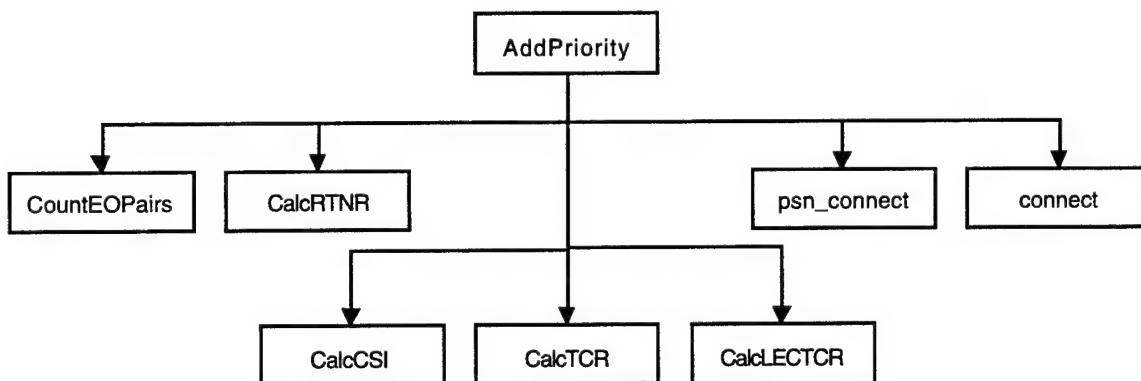 AddPriority
CountEOPairs
CalcRTNR
psn_connect
connect
CalcCSI
CalcTCR
CalcLECTCR